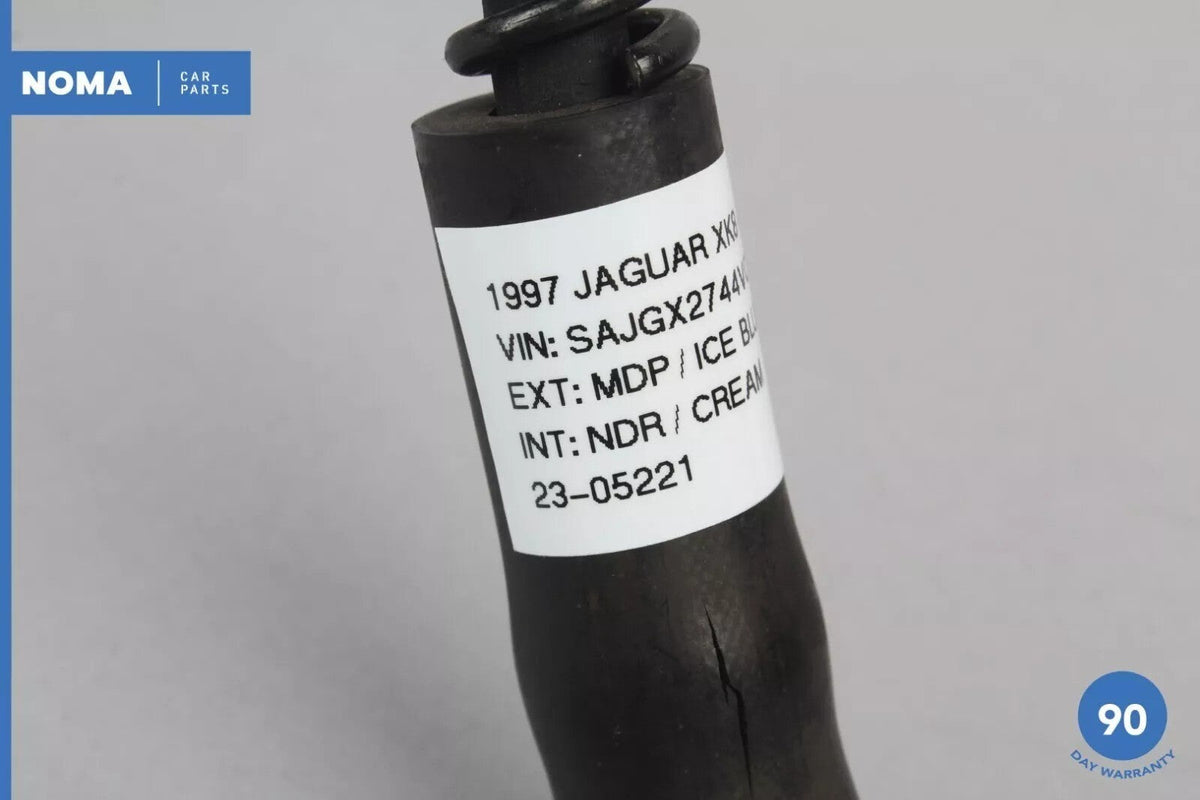 NOMA
CAR
PARTS
1997 JAGUAR XK8
VIN: SAJGX2744V
EXT: MDP / ICE BLU
INT: NDR / CREAM
23-05221
90
DAY WARRANTY